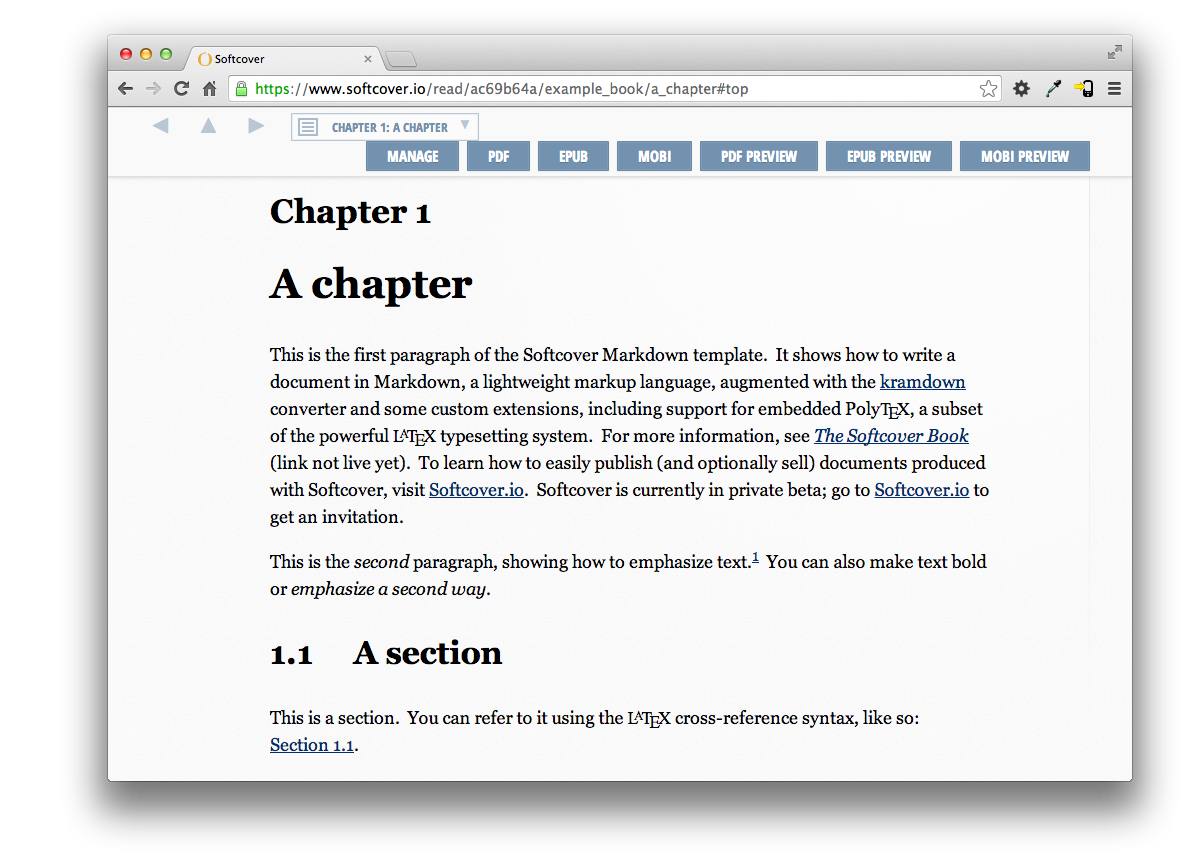 Softcover
https://www.softcover.io/read/ac69b64a/example_book/a_chapter#top
CHAPTER 1: A CHAPTER
MANAGE PDF EPUB MOBI PDF PREVIEW EPUB PREVIEW MOBI PREVIEW
Chapter 1
A chapter
This is the first paragraph of the Softcover Markdown template. It shows how to write a
document in Markdown, a lightweight markup language, augmented with the kramdown
converter and some custom extensions, including support for embedded PolyTEX, a subset
of the powerful LATEX typesetting system. For more information, see The Softcover Book
(link not live yet). To learn how to easily publish (and optionally sell) documents produced
with Softcover, visit Softcover.io. Softcover is currently in private beta; go to Softcover.io to
get an invitation.
This is the second paragraph, showing how to emphasize text.1 You can also make text bold
or emphasize a second way.
1.1 A section
This is a section. You can refer to it using the LATEX cross-reference syntax, like so:
Section 1.1.